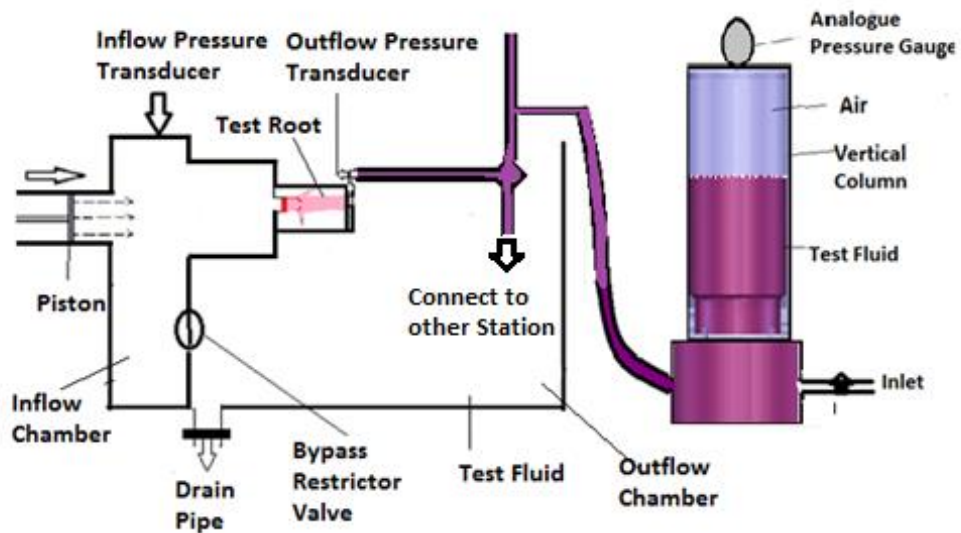 Inflow Pressure
Transducer
Outflow Pressure
Transducer
Analogue
Pressure Gauge
Test Root
Air
Vertical
Column
Test Fluid
Piston
Connect to
other Station
Inlet
Inflow
Chamber
Bypass
Restrictor
Valve
Test Fluid
Outflow
Chamber
Drain
Pipe